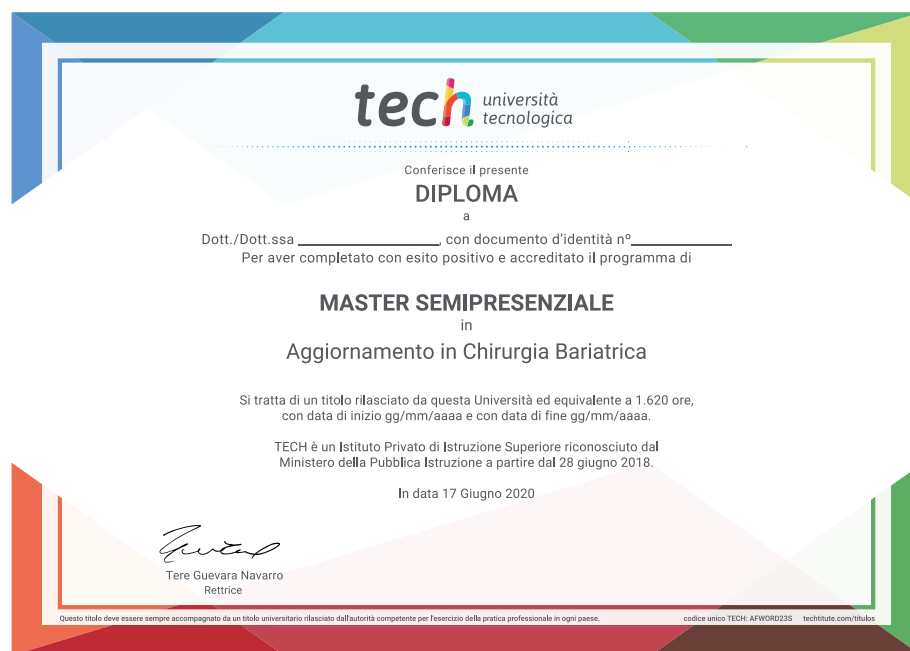 tech università
tecnologica
Conferisce il presente
DIPLOMA
a
Dott./Dott.ssa ____________________, con documento d'identità nº______________
Per aver completato con esito positivo e accreditato il programma di
MASTER SEMIPRESENZIALE
in
Aggiornamento in Chirurgia Bariatrica
Si tratta di un titolo rilasciato da questa Università ed equivalente a 1.620 ore,
con data di inizio gg/mm/aaaa e con data di fine gg/mm/aaaa.
TECH è un Istituto Privato di Istruzione Superiore riconosciuto dal
Ministero della Pubblica Istruzione a partire dal 28 giugno 2018.
In data 17 Giugno 2020
Tere Guevara Navarro
Rettrice
Questo titolo deve essere sempre accompagnato da un titolo universitario rilasciato dall'autorità competente per l'esercizio della pratica professionale in ogni paese. codice unico TECH: AFWORD23S techtitute.com/titulos